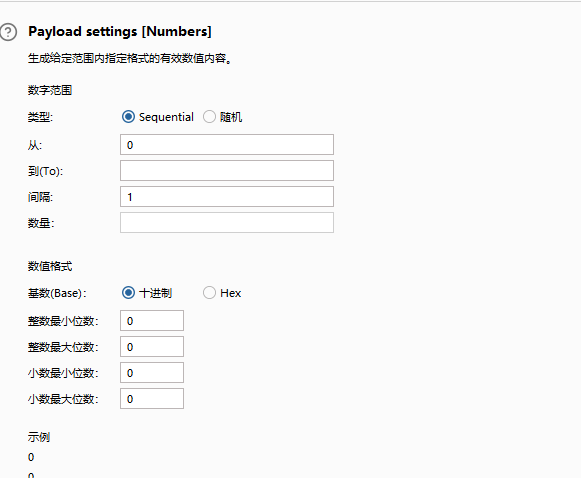 Payload settings [Numbers]
生成给定范围内指定格式的有效数值内容。
数字范围
类型: Sequential 随机
从: 0
到(To):
间隔: 1
数量:
数值格式
基数(Base): 十进制 Hex
整数最小位数: 0
整数最大位数: 0
小数最小位数: 0
小数最大位数: 0
示例
0
0